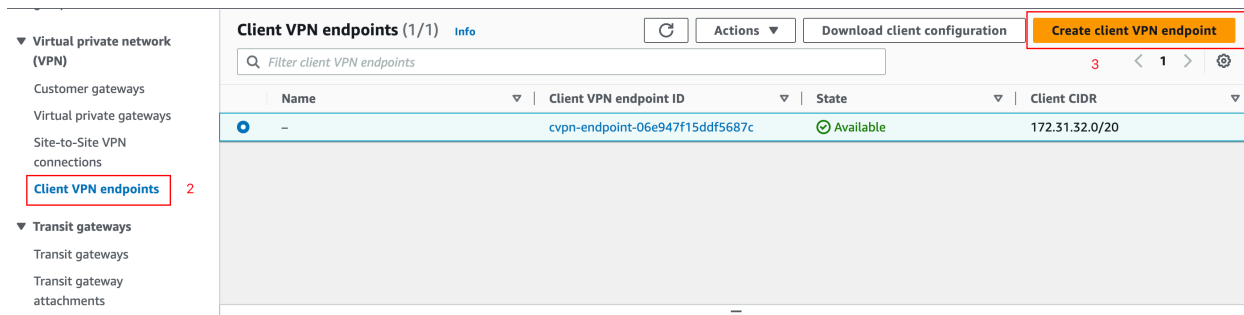 Virtual private network
(VPN)
Customer gateways
Virtual private gateways
Site-to-Site VPN
connections
Client VPN endpoints
2
Transit gateways
Transit gateways
Transit gateway
attachments
Client VPN endpoints (1/1) Info
Actions
Download client configuration
Create client VPN endpoint
Filter client VPN endpoints
3
1
Name
Client VPN endpoint ID
State
Client CIDR
–
cvpn-endpoint-06e947f15ddf5687c
Available
172.31.32.0/20